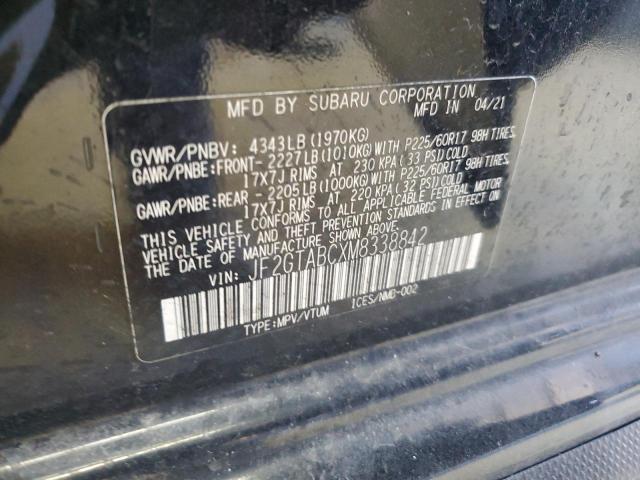 MFD BY SUBARU CORPORATION
MFD IN 04/21
GVWR/PNBV: 4343LB(1970KG)
GAWR/PNBE:FRONT- 2227LB(1010KG)WITH P225/60R17 98H TIRES,
17X7J RIMS AT 230 KPA(33 PSI)COLD
GAWR/PNBE:REAR - 2205LB(1000KG)WITH P225/60R17 98H TIRES,
17X7J RIMS AT 220 KPA(32 PSI)COLD
THIS VEHICLE CONFORMS TO ALL APPLICABLE FEDERAL MOTOR
VEHICLE SAFETY AND THEFT PREVENTION STANDARDS IN EFFECT ON
THE DATE OF MANUFACTURE SHOWN ABOVE.
VIN: JF2GTABCXM8338842
TYPE:MPV/VTUM 1CES/NMC-002